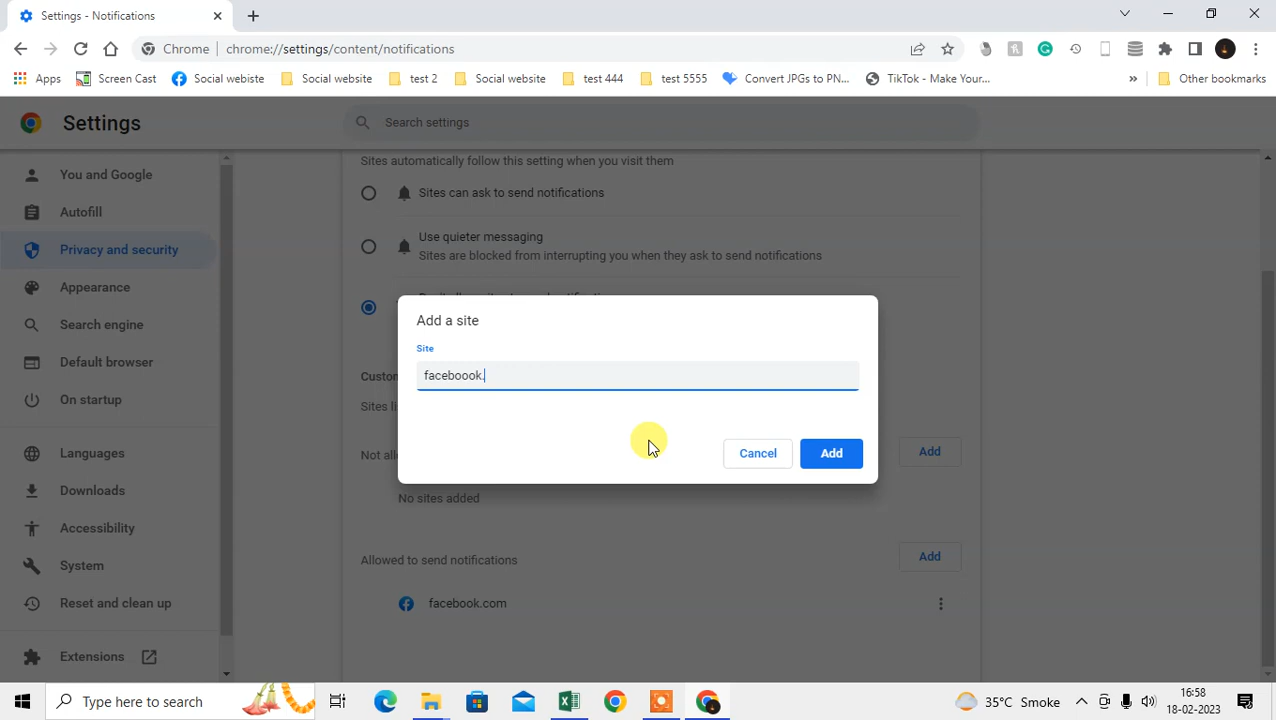 Settings - Notifications
Chrome | chrome://settings/content/notifications
Apps Screen Cast Social webiste Social website test 2 Social website test 444 test 5555 Convert JPGs to PN... TikTok - Make Your... » Other bookmarks
Settings
Search settings
You and Google
Autofill
Privacy and security
Appearance
Search engine
Default browser
On startup
Languages
Downloads
Accessibility
System
Reset and clean up
Extensions
Sites automatically follow this setting when you visit them
Sites can ask to send notifications
Use quieter messaging
Sites are blocked from interrupting you when they ask to send notifications
Add a site
Site
faceboook.
Cancel Add
Custo
Sites li
Not all
Add
No sites added
Allowed to send notifications Add
facebook.com
Type here to search
35°C Smoke
16:58
18-02-2023